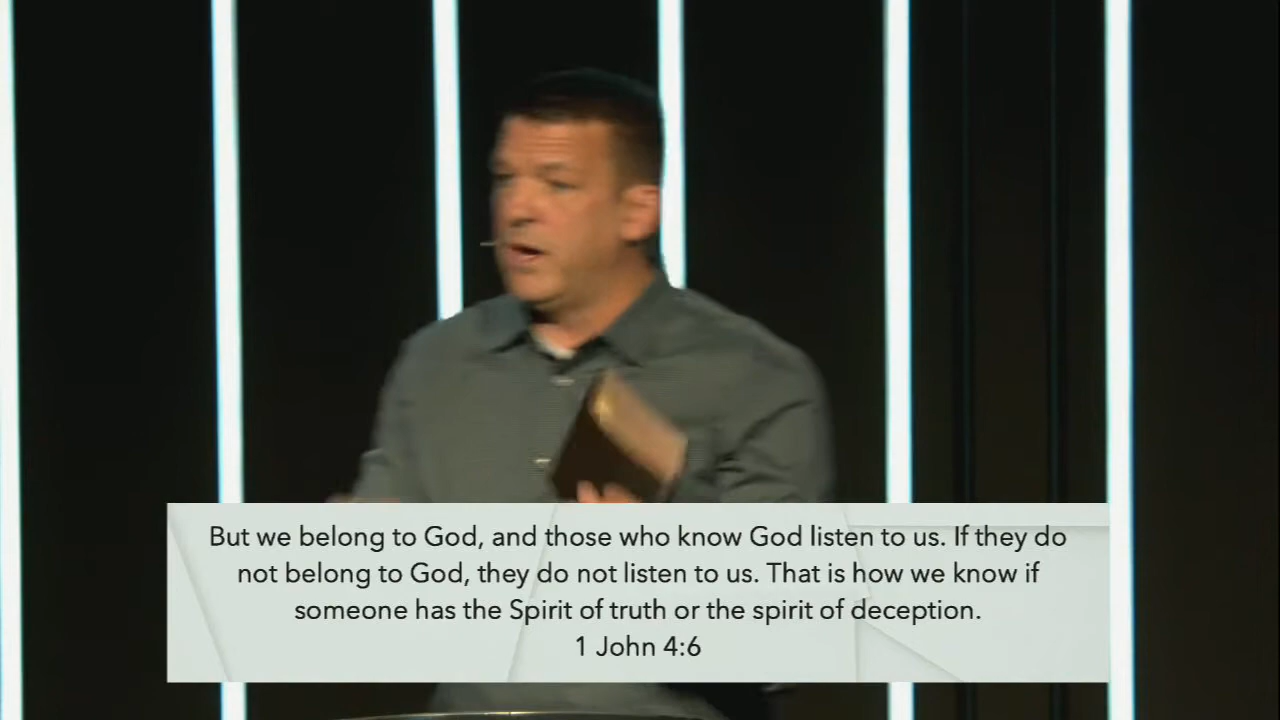 But we belong to God, and those who know God listen to us. If they do
not belong to God, they do not listen to us. That is how we know if
someone has the Spirit of truth or the spirit of deception.
1 John 4:6